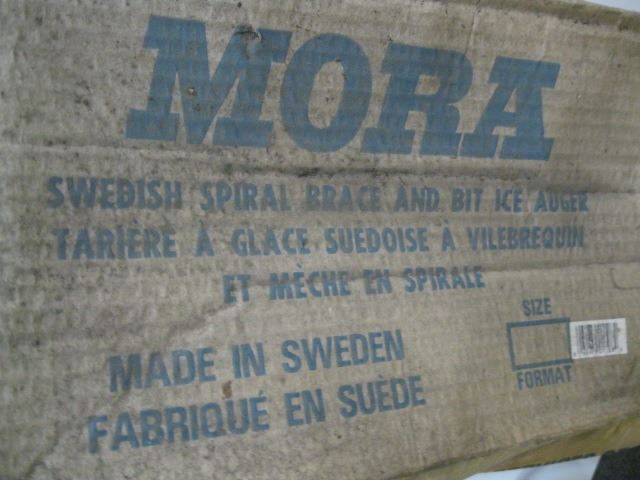 MORA
SWEDISH SPIRAL BRACE AND BIT ICE AUGER
TARIÈRE À GLACE SUÉDOISE À VILEBREQUIN
ET MÈCHE EN SPIRALE
MADE IN SWEDEN
FABRIQUÉ EN SUÈDE
SIZE
FORMAT